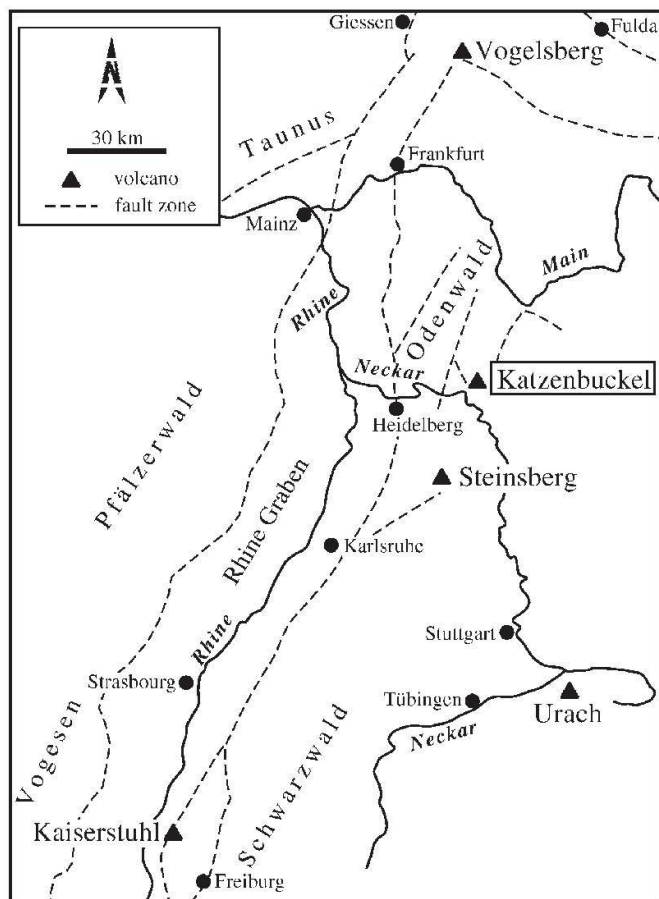 Giessen
Fulda
Vogelsberg
30 km
volcano
fault zone
Taunus
Frankfurt
Mainz
Main
Rhine
Odenwald
Neckar
Katzenbuckel
Heidelberg
Pfälzerwald
Steinsberg
Rhine Graben
Karlsruhe
Rhine
Stuttgart
Strasbourg
Tübingen
Urach
Neckar
Vogesen
Schwarzwald
Kaiserstuhl
Freiburg